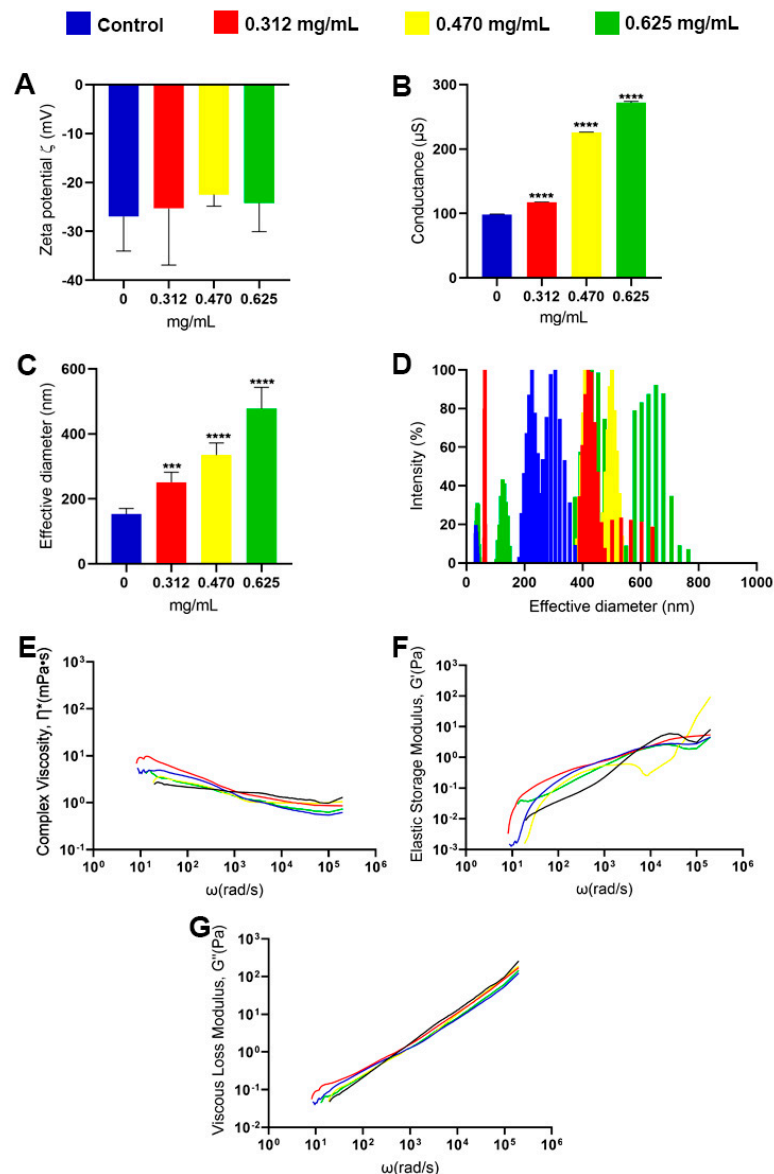 Control 0.312 mg/mL 0.470 mg/mL 0.625 mg/mL
A
Zeta potential ζ (mV)
0
-10
-20
-30
-40
0 0.312 0.470 0.625
mg/mL
B
Conductance (µS)
300
200
100
0
**** **** ****
0 0.312 0.470 0.625
mg/mL
C
Effective diameter (nm)
600
400
200
0
*** **** ****
0 0.312 0.470 0.625
mg/mL
D
Intensity (%)
100
80
60
40
20
0
0 200 400 600 800 1000
Effective diameter (nm)
E
Complex Viscosity, Π*(mPa•s)
10³
10²
10¹
10⁰
10⁻¹
10⁰ 10¹ 10² 10³ 10⁴ 10⁵ 10⁶
ω(rad/s)
F
Elastic Storage Modulus, G'(Pa)
10³
10²
10¹
10⁰
10⁻¹
10⁻²
10⁻³
10⁰ 10¹ 10² 10³ 10⁴ 10⁵ 10⁶
ω(rad/s)
G
Viscous Loss Modulus, G"(Pa)
10³
10²
10¹
10⁰
10⁻¹
10⁻²
10⁰ 10¹ 10² 10³ 10⁴ 10⁵ 10⁶
ω(rad/s)